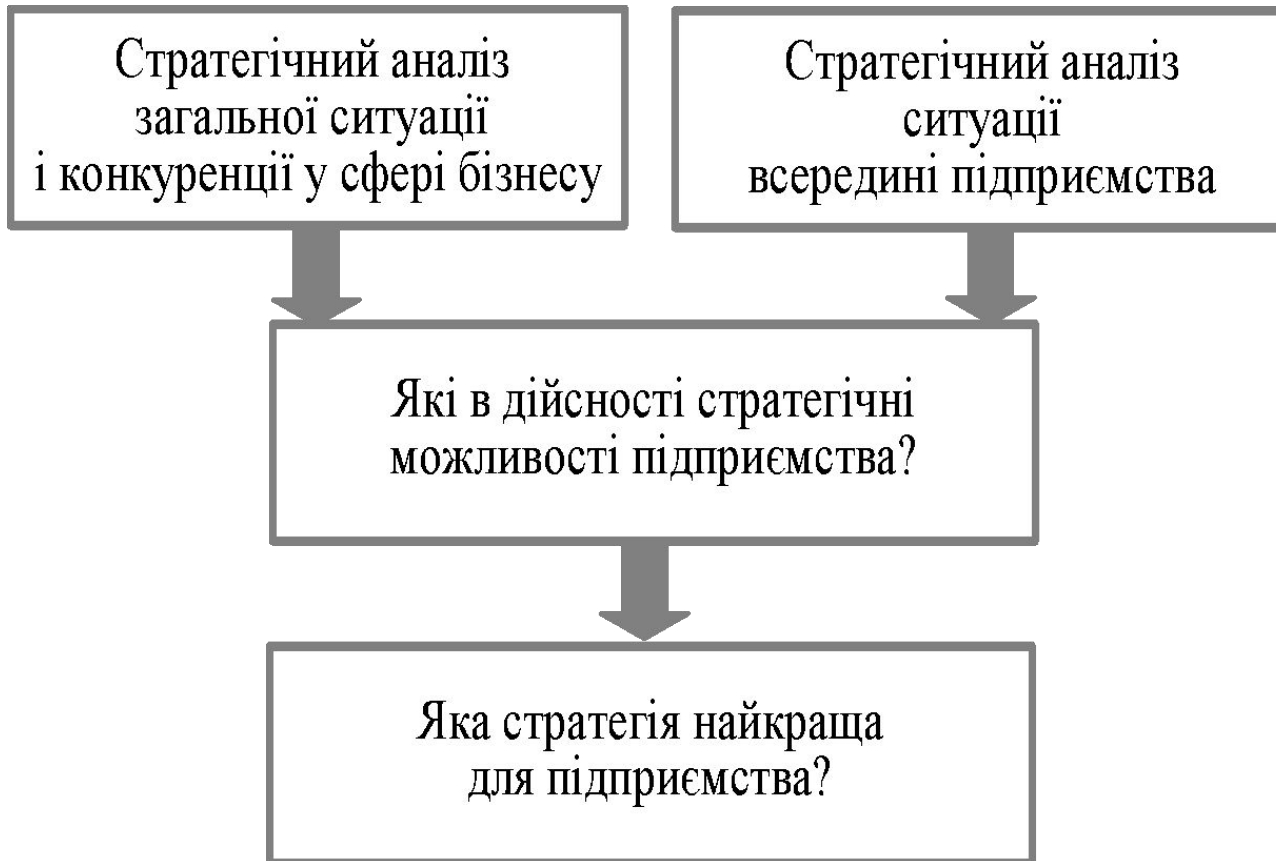 Стратегічний аналіз
загальної ситуації
і конкуренції у сфері бізнесу
Стратегічний аналіз
ситуації
всередині підприємства
Які в дійсності стратегічні
можливості підприємства?
Яка стратегія найкраща
для підприємства?